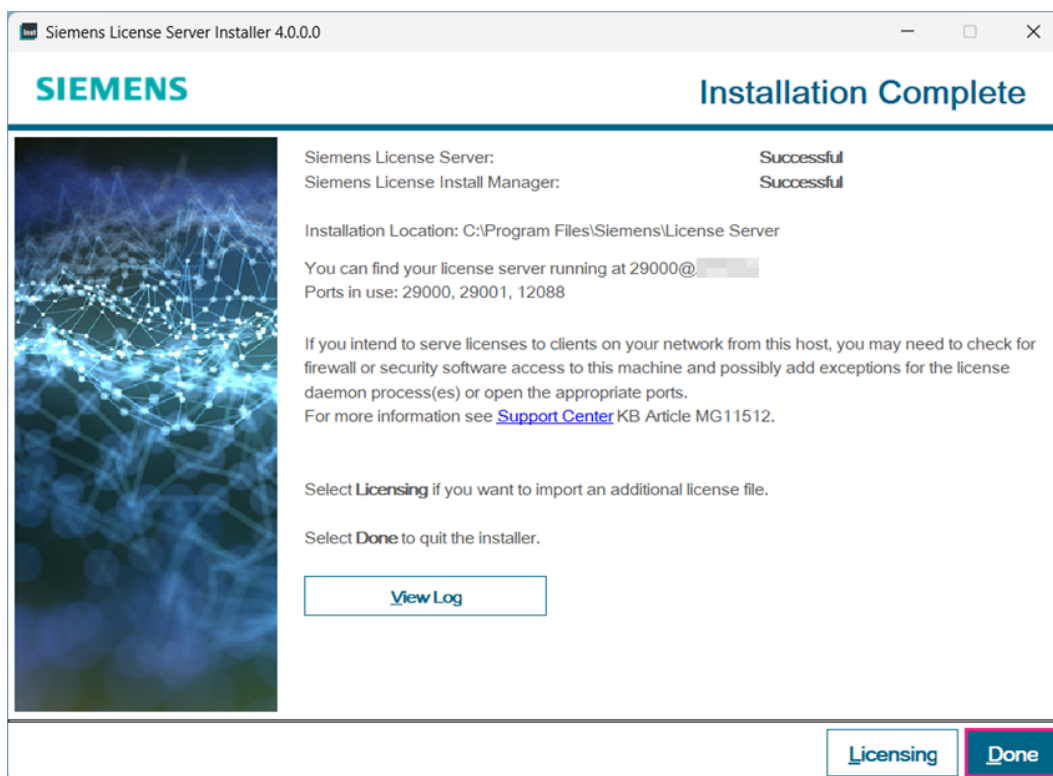 Inst Siemens License Server Installer 4.0.0.0
SIEMENS
Installation Complete
Siemens License Server: Successful
Siemens License Install Manager: Successful
Installation Location: C:\Program Files\Siemens\License Server
You can find your license server running at 29000@
Ports in use: 29000, 29001, 12088
If you intend to serve licenses to clients on your network from this host, you may need to check for
firewall or security software access to this machine and possibly add exceptions for the license
daemon process(es) or open the appropriate ports.
For more information see Support Center KB Article MG11512.
Select Licensing if you want to import an additional license file.
Select Done to quit the installer.
View Log
Licensing
Done